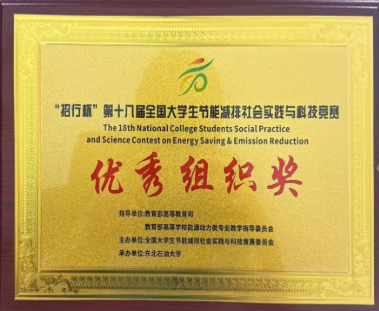 “招行杯”第十八届全国大学生节能减排社会实践与科技竞赛
The 18th National College Students Social Practice
and Science Contest on Energy Saving & Emission Reduction
优秀组织奖
指导单位:教育部高等教育司
教育部高等学校能源动力类专业教学指导委员会
主办单位:全国大学生节能减排社会实践与科技竞赛委员会
承办单位:东北石油大学